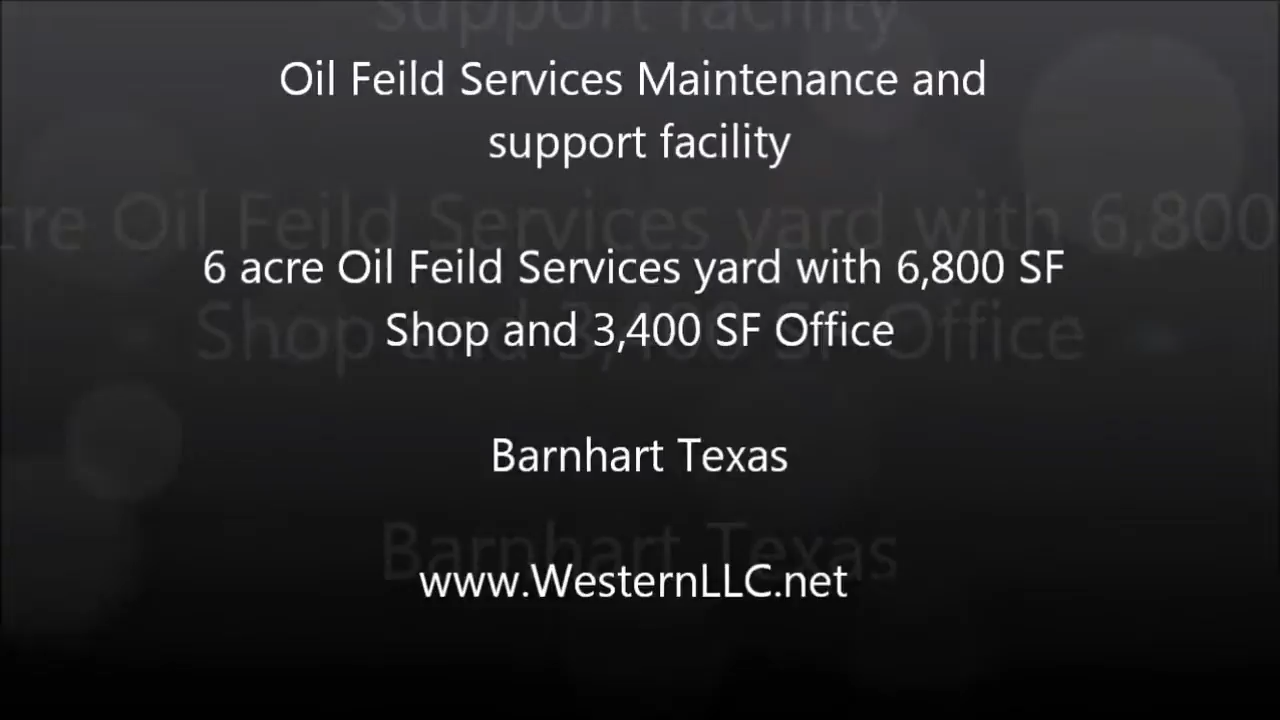 Oil Feild Services Maintenance and
support facility
6 acre Oil Feild Services yard with 6,800 SF
Shop and 3,400 SF Office
Barnhart Texas
www.WesternLLC.net